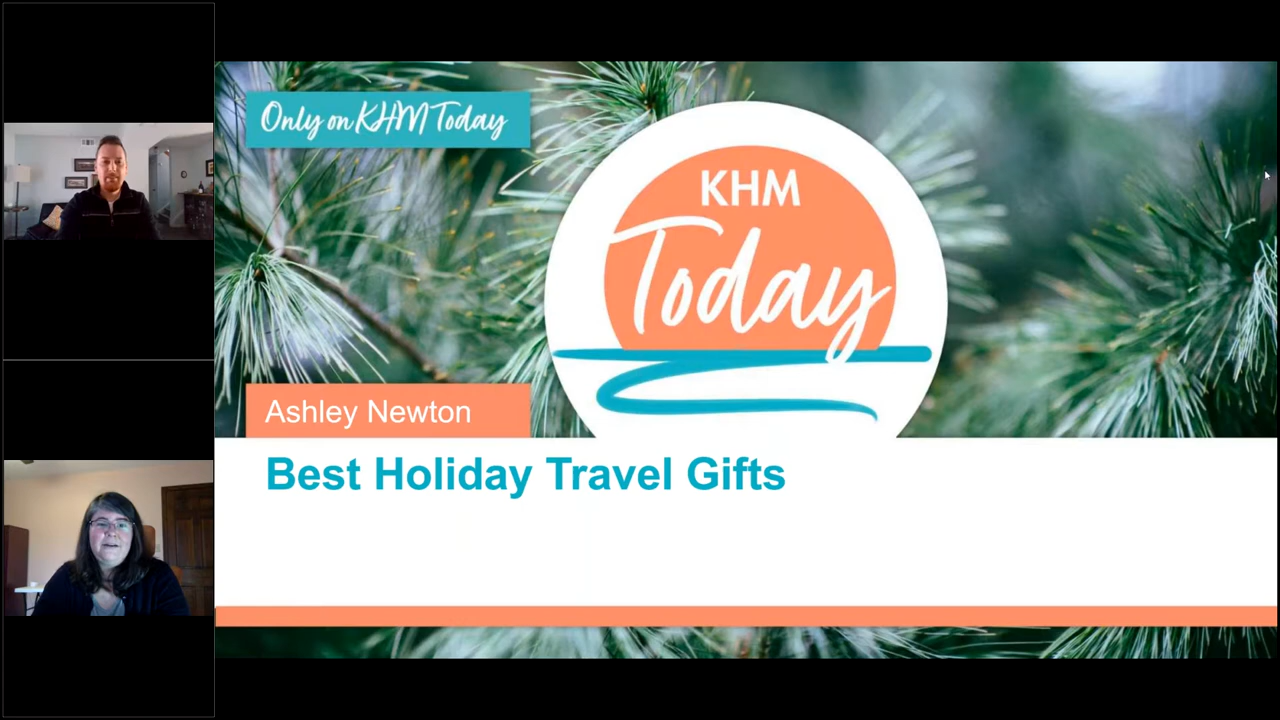 Only on KHM Today
KHM
Today
Ashley Newton
Best Holiday Travel Gifts